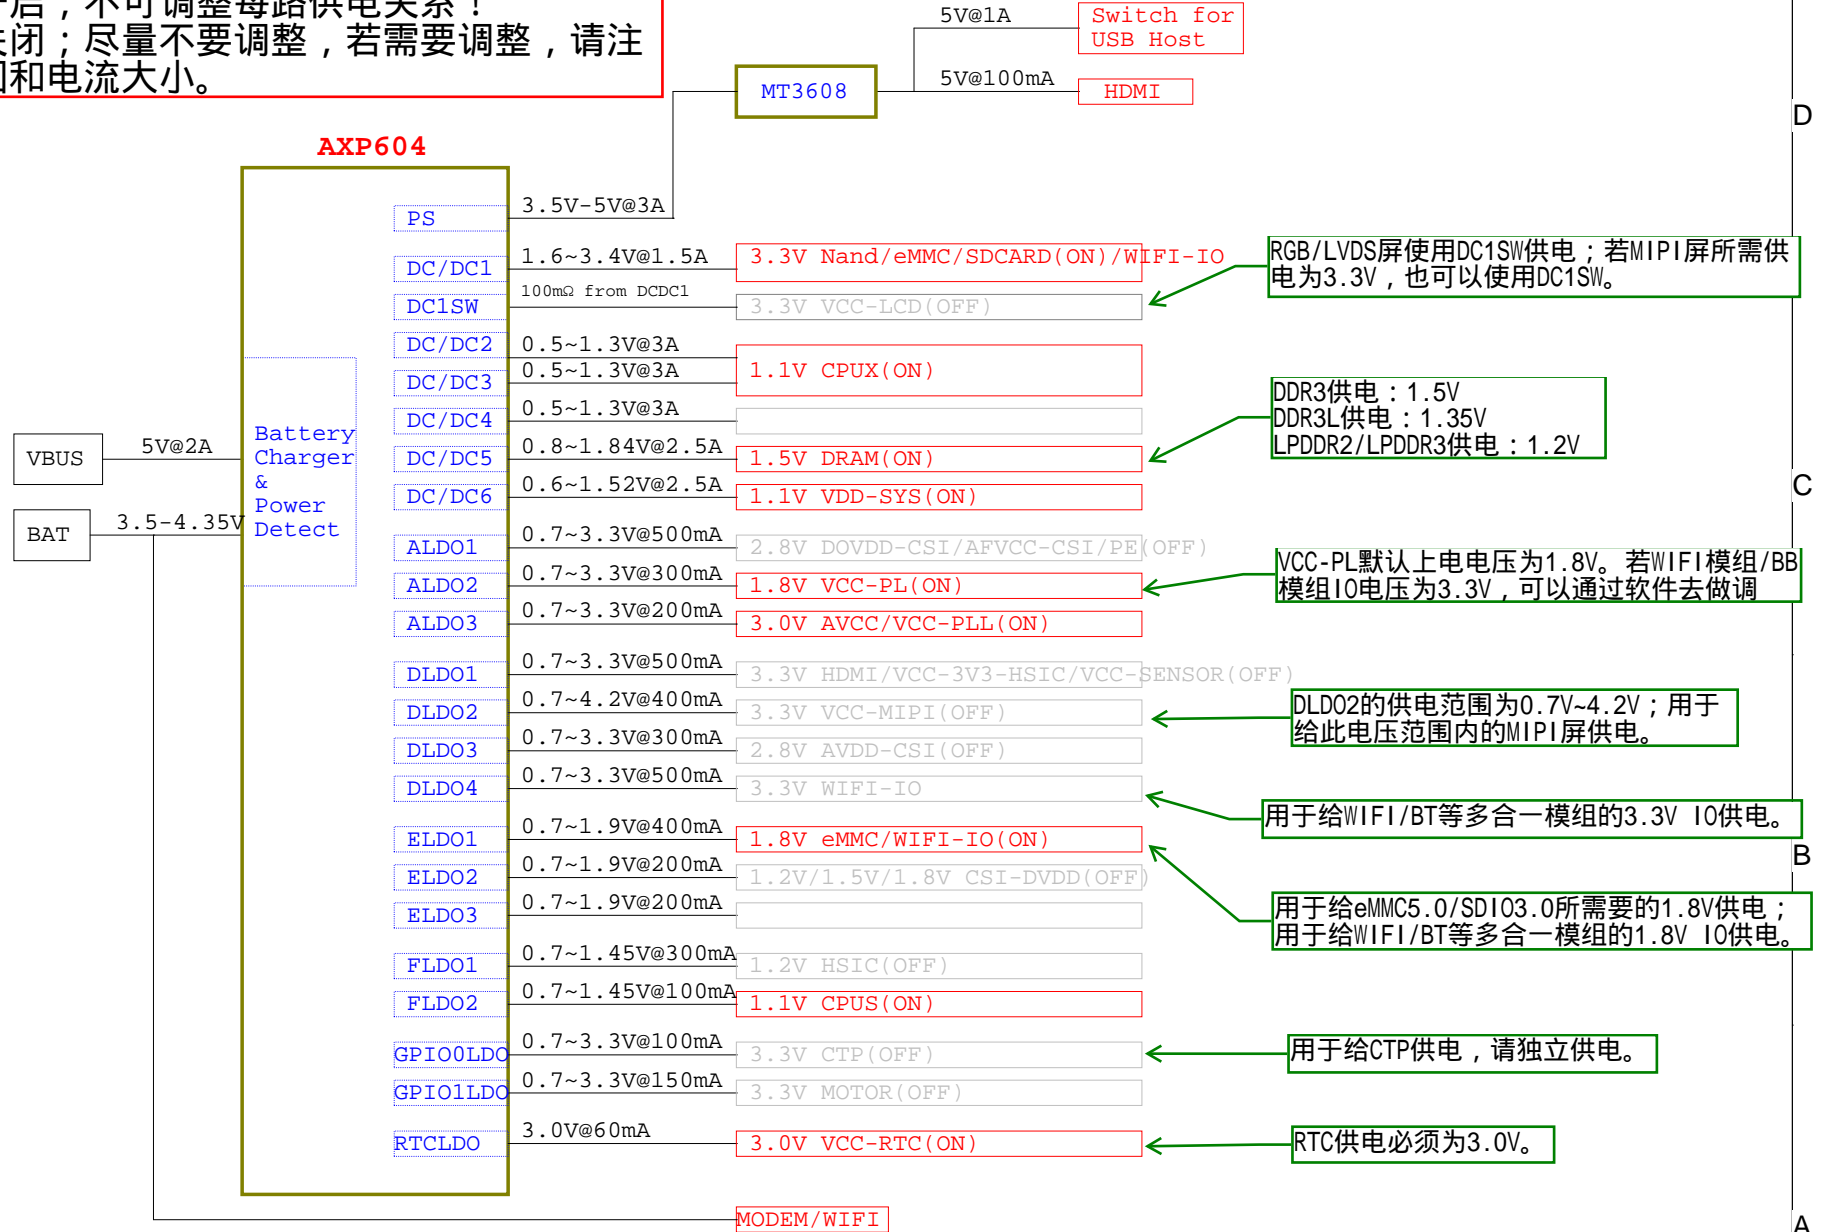 后，不可调整每路供电关系！
关闭；尽量不要调整，若需要调整，请注
和电流大小。
5V@1A
Switch for
USB Host
MT3608
5V@100mA
HDMI
D
AXP604
PS
3.5V-5V@3A
DC/DC1
1.6~3.4V@1.5A
3.3V Nand/eMMC/SDCARD(ON)/WIFI-IO
RGB/LVDS屏使用DC1SW供电；若MIPI屏所需供
电为3.3V，也可以使用DC1SW。
DC1SW
100mΩ from DCDC1
3.3V VCC-LCD(OFF)
DC/DC2
0.5~1.3V@3A
DC/DC3
0.5~1.3V@3A
1.1V CPUX(ON)
DC/DC4
0.5~1.3V@3A
DDR3供电：1.5V
DDR3L供电：1.35V
LPDDR2/LPDDR3供电：1.2V
VBUS
5V@2A
Battery
Charger
&
Power
Detect
DC/DC5
0.8~1.84V@2.5A
1.5V DRAM(ON)
DC/DC6
0.6~1.52V@2.5A
1.1V VDD-SYS(ON)
C
BAT
3.5-4.35V
ALDO1
0.7~3.3V@500mA
2.8V DOVDD-CSI/AFVCC-CSI/PE(OFF)
ALDO2
0.7~3.3V@300mA
1.8V VCC-PL(ON)
VCC-PL默认上电电压为1.8V。若WIFI模组/BB
模组IO电压为3.3V，可以通过软件去做调
ALDO3
0.7~3.3V@200mA
3.0V AVCC/VCC-PLL(ON)
DLDO1
0.7~3.3V@500mA
3.3V HDMI/VCC-3V3-HSIC/VCC-SENSOR(OFF)
DLDO2
0.7~4.2V@400mA
3.3V VCC-MIPI(OFF)
DLDO2的供电范围为0.7V~4.2V；用于
给此电压范围内的MIPI屏供电。
DLDO3
0.7~3.3V@300mA
2.8V AVDD-CSI(OFF)
DLDO4
0.7~3.3V@500mA
3.3V WIFI-IO
用于给WIFI/BT等多合一模组的3.3V IO供电。
ELDO1
0.7~1.9V@400mA
1.8V eMMC/WIFI-IO(ON)
B
ELDO2
0.7~1.9V@200mA
1.2V/1.5V/1.8V CSI-DVDD(OFF)
ELDO3
0.7~1.9V@200mA
用于给eMMC5.0/SDIO3.0所需要的1.8V供电；
用于给WIFI/BT等多合一模组的1.8V IO供电。
FLDO1
0.7~1.45V@300mA
1.2V HSIC(OFF)
FLDO2
0.7~1.45V@100mA
1.1V CPUS(ON)
GPIO0LDO
0.7~3.3V@100mA
3.3V CTP(OFF)
用于给CTP供电，请独立供电。
GPIO1LDO
0.7~3.3V@150mA
3.3V MOTOR(OFF)
RTCLDO
3.0V@60mA
3.0V VCC-RTC(ON)
RTC供电必须为3.0V。
MODEM/WIFI
A